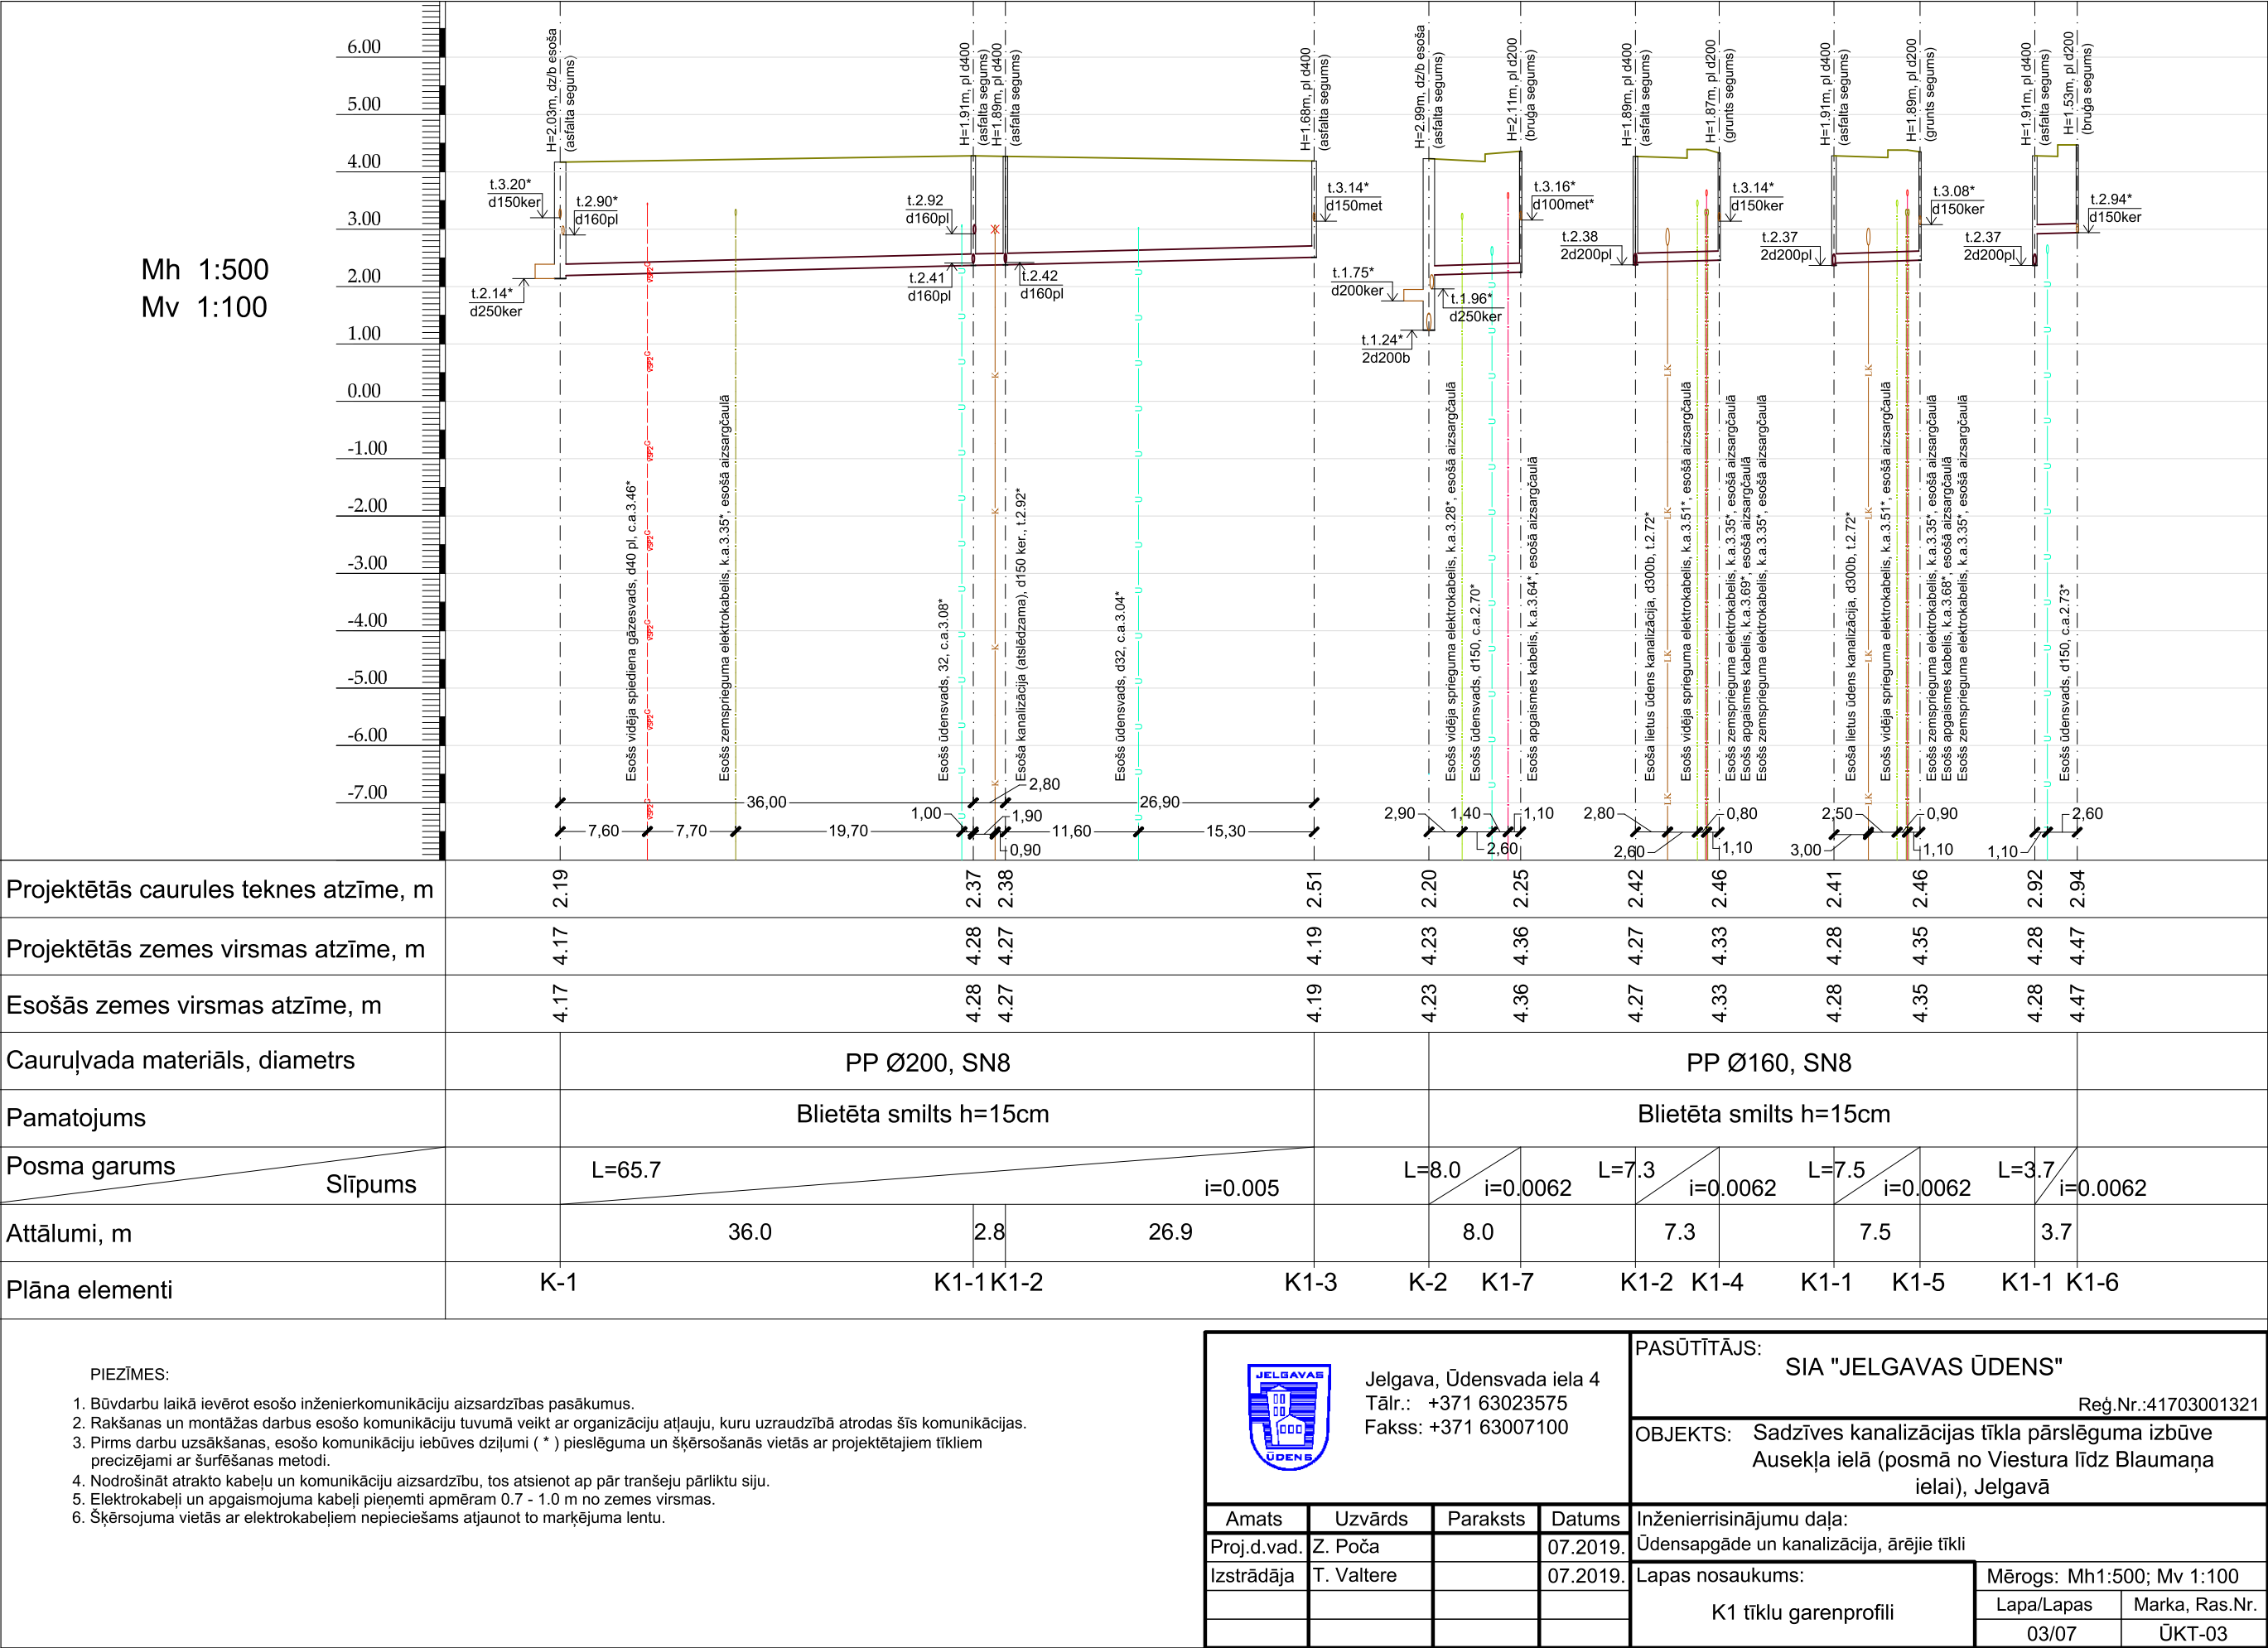 6.00
5.00
4.00
3.00
2.00
1.00
0.00
-1.00
-2.00
-3.00
-4.00
-5.00
-6.00
-7.00
Mh 1:500
Mv 1:100
H=2.03m, dz/b esoša
(asfalta segums)
H=1.91m, pl d400
(asfalta segums)
H=1.89m, pl d400
(asfalta segums)
H=1.68m, pl d400
(asfalta segums)
H=2.99m, dz/b esoša
(asfalta segums)
H=2.11m, pl d200
(bruģa segums)
H=1.89m, pl d400
(asfalta segums)
H=1.87m, pl d200
(grunts segums)
H=1.91m, pl d400
(asfalta segums)
H=1.89m, pl d200
(grunts segums)
H=1.91m, pl d400
(asfalta segums)
H=1.53m, pl d200
(bruģa segums)
t.3.20*
d150ker
t.2.90*
d160pl
t.2.14*
d250ker
t.2.92
d160pl
t.2.41
d160pl
t.2.42
d160pl
t.3.14*
d150met
t.1.75*
d200ker
t.1.96*
d250ker
t.1.24*
2d200b
t.3.16*
d100met*
t.2.38
2d200pl
t.3.14*
d150ker
t.2.37
2d200pl
t.3.08*
d150ker
t.2.37
2d200pl
t.2.94*
d150ker
Esošs vidēja spiediena gāzesvads, d40 pl, c.a.3.46*
Esošs zemsprieguma elektrokabelis, k.a.3.35*, esošā aizsargčaulā
Esošs ūdensvads, 32, c.a.3.08*
Esoša kanalizācija (atslēdzama), d150 ker., t.2.92*
Esošs ūdensvads, d32, c.a.3.04*
Esošs vidēja sprieguma elektrokabelis, k.a.3.28*, esošā aizsargčaulā
Esošs ūdensvads, d150, c.a.2.70*
Esošs apgaismes kabelis, k.a.3.64*, esošā aizsargčaulā
Esoša lietus ūdens kanalizācija, d300b, t.2.72*
Esošs vidēja sprieguma elektrokabelis, k.a.3.51*, esošā aizsargčaulā
Esošs zemsprieguma elektrokabelis, k.a.3.35*, esošā aizsargčaulā
Esošs apgaismes kabelis, k.a.3.69*, esošā aizsargčaulā
Esošs zemsprieguma elektrokabelis, k.a.3.35*, esošā aizsargčaulā
Esoša lietus ūdens kanalizācija, d300b, t.2.72*
Esošs vidēja sprieguma elektrokabelis, k.a.3.51*, esošā aizsargčaulā
Esošs zemsprieguma elektrokabelis, k.a.3.35*, esošā aizsargčaulā
Esošs apgaismes kabelis, k.a.3.68*, esošā aizsargčaulā
Esošs zemsprieguma elektrokabelis, k.a.3.35*, esošā aizsargčaulā
Esošs ūdensvads, d150, c.a.2.73*
36,00 2,80 26,90
7,60 7,70 19,70 1,00 1,90 0,90 11,60 15,30
2,90 2,60 1,40 1,10
2,80 2,60 0,80 1,10
3,00 2,50 0,90 1,10
1,10 2,60
Projektētās caurules teknes atzīme, m 2.19 2.37 2.38 2.51 2.20 2.25 2.42 2.46 2.41 2.46 2.92 2.94
Projektētās zemes virsmas atzīme, m 4.17 4.28 4.27 4.19 4.23 4.36 4.27 4.33 4.28 4.35 4.28 4.47
Esošās zemes virsmas atzīme, m 4.17 4.28 4.27 4.19 4.23 4.36 4.27 4.33 4.28 4.35 4.28 4.47
Cauruļvada materiāls, diametrs PP Ø200, SN8 PP Ø160, SN8
Pamatojums Blietēta smilts h=15cm Blietēta smilts h=15cm
Posma garums L=65.7 L=8.0 L=7.3 L=7.5 L=3.7
Slīpums i=0.005 i=0.0062 i=0.0062 i=0.0062 i=0.0062
Attālumi, m 36.0 2.8 26.9 8.0 7.3 7.5 3.7
Plāna elementi K-1 K1-1 K1-2 K1-3 K-2 K1-7 K1-2 K1-4 K1-1 K1-5 K1-1 K1-6
PIEZĪMES:
1. Būvdarbu laikā ievērot esošo inženierkomunikāciju aizsardzības pasākumus.
2. Rakšanas un montāžas darbus esošo komunikāciju tuvumā veikt ar organizāciju atļauju, kuru uzraudzībā atrodas šīs komunikācijas.
3. Pirms darbu uzsākšanas, esošo komunikāciju iebūves dziļumi ( * ) pieslēguma un šķērsošanās vietās ar projektētajiem tīkliem
precizējami ar šurfēšanas metodi.
4. Nodrošināt atrakto kabeļu un komunikāciju aizsardzību, tos atsienot ap pār tranšeju pārliktu siju.
5. Elektrokabeļi un apgaismojuma kabeļi pieņemti apmēram 0.7 - 1.0 m no zemes virsmas.
6. Šķērsojuma vietās ar elektrokabeļiem nepieciešams atjaunot to marķējuma lentu.
JELGAVAS
ŪDENS
Jelgava, Ūdensvada iela 4
Tālr.: +371 63023575
Fakss: +371 63007100
PASŪTĪTĀJS:
SIA "JELGAVAS ŪDENS"
Reģ.Nr.:41703001321
OBJEKTS: Sadzīves kanalizācijas tīkla pārslēguma izbūve
Ausekļa ielā (posmā no Viestura līdz Blaumaņa
ielai), Jelgavā
Amats Uzvārds Paraksts Datums
Proj.d.vad. Z. Poča 07.2019.
Izstrādāja T. Valtere 07.2019.
Inženierrisinājumu daļa:
Ūdensapgāde un kanalizācija, ārējie tīkli
Lapas nosaukums:
K1 tīklu garenprofili
Mērogs: Mh1:500; Mv 1:100
Lapa/Lapas Marka, Ras.Nr.
03/07 ŪKT-03